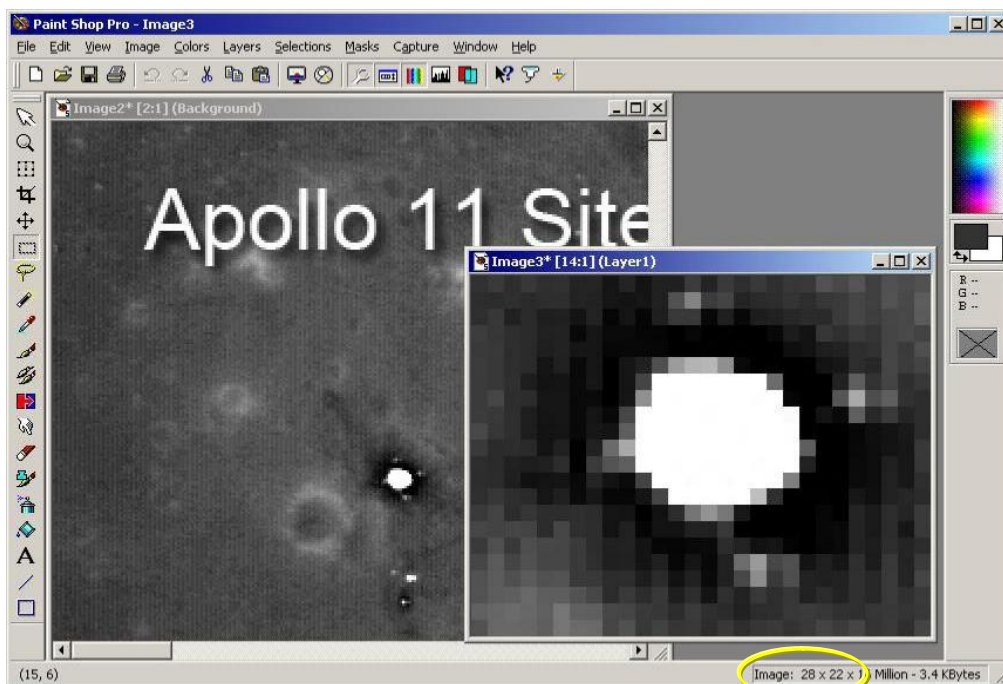 Paint Shop Pro - Image3
File Edit View Image Colors Layers Selections Masks Capture Window Help
Image2* [2:1] (Background)
Apollo 11 Site
Image3* [14:1] (Layer1)
R --
G --
B --
A
(15, 6)
Image: 28 x 22 x 16 Million - 3.4 KBytes